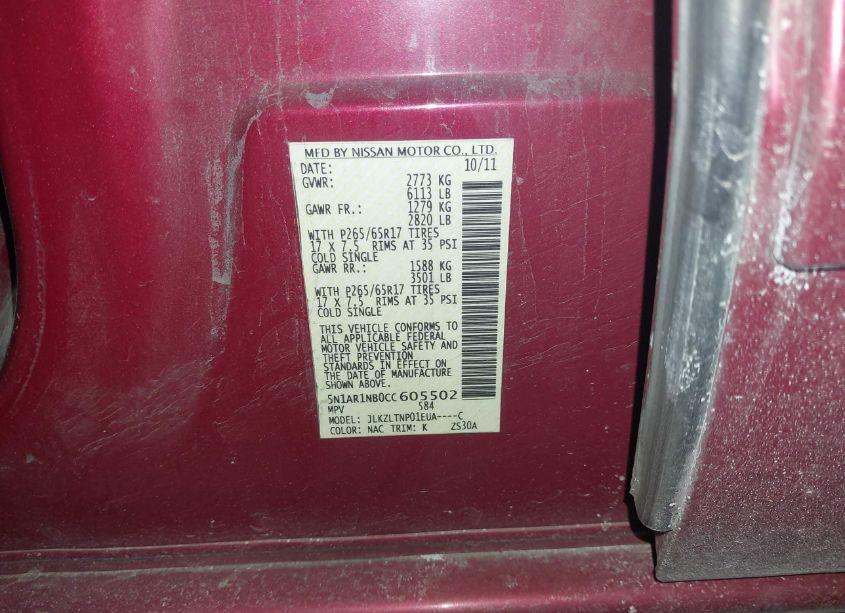 MFD BY NISSAN MOTOR CO., LTD.
DATE: 10/11
GVWR: 2773 KG
6113 LB
GAWR FR.: 1279 KG
2820 LB
WITH P265/65R17 TIRES
17 X 7.5 RIMS AT 35 PSI
COLD SINGLE
GAWR RR.: 1588 KG
3501 LB
WITH P265/65R17 TIRES
17 X 7.5 RIMS AT 35 PSI
COLD SINGLE
THIS VEHICLE CONFORMS TO
ALL APPLICABLE FEDERAL
MOTOR VEHICLE SAFETY AND
THEFT PREVENTION
STANDARDS IN EFFECT ON
THE DATE OF MANUFACTURE
SHOWN ABOVE.
5N1AR1NB0CC605502
MPV 584
MODEL: JLKZLTNP01EUA----C
COLOR: NAC TRIM: K ZS30A